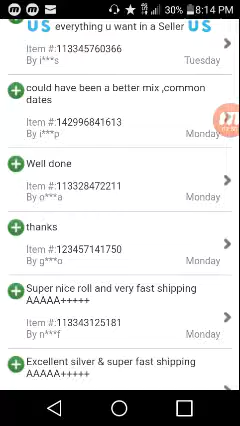 30% 8:14 PM
US everything u want in a Seller US
Item #:113345760366
By i***s Tuesday
could have been a better mix ,common
dates
Item #:142996841613
By i***p Monday
Well done
Item #:113328472211
By o***a Monday
thanks
Item #:123457141750
By g***o Monday
Super nice roll and very fast shipping
AAAAA+++++
Item #:113343125181
By n***f Monday
Excellent silver & super fast shipping
AAAAA+++++